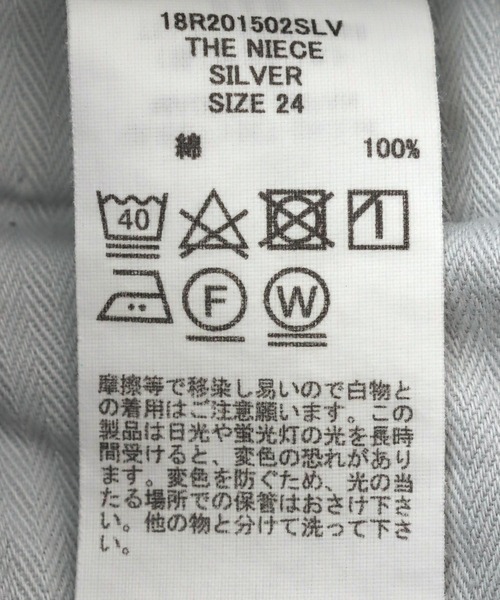 18R201502SLV
THE NIECE
SILVER
SIZE 24
綿 100%
40
F W
摩擦等で移染し易いので白物と
の着用はご注意願います。この
製品は日光や蛍光灯の光を長時
間受けると、変色の恐れがあり
ます。変色を防ぐため、光の当
たる場所での保管はおさけ下さ
い。他の物と分けて洗って下さ
い。